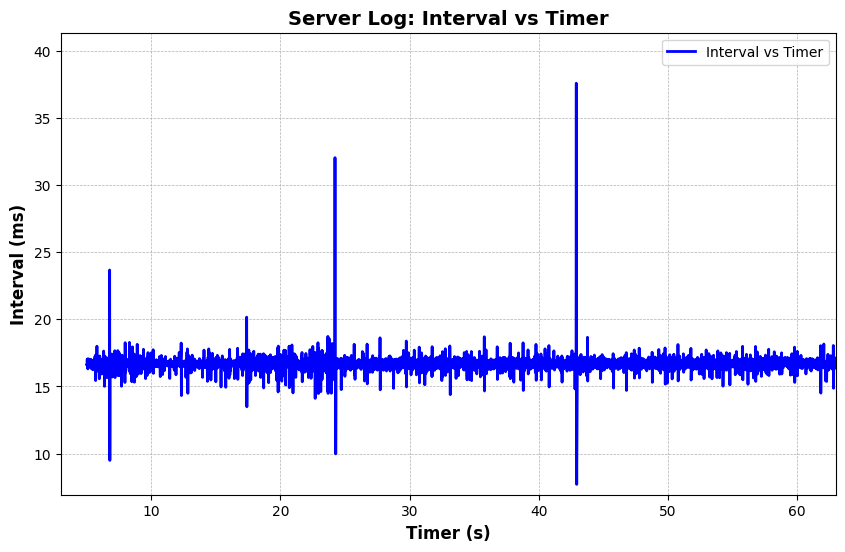 Server Log: Interval vs Timer
Interval vs Timer
40
35
30
25
20
15
10
Interval (ms)
10 20 30 40 50 60
Timer (s)